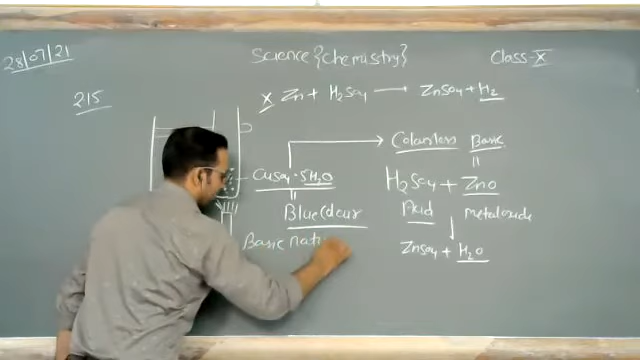 28/07/21
Science {Chemistry}
Class - X
215
x Zn + H2SO4 → ZnSO4 + H2
Colourless Basic
CuSO4·5H2O
H2SO4 + ZnO
Blue Colour
Acid metaloxide
Basic natu
ZnSO4 + H2O